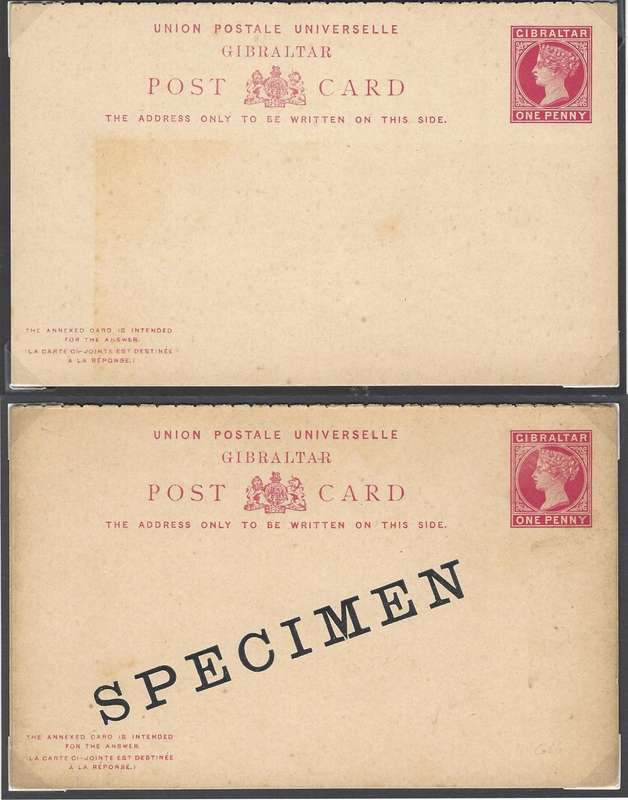 UNION POSTALE UNIVERSELLE
GIBRALTAR
POST CARD
THE ADDRESS ONLY TO BE WRITTEN ON THIS SIDE.
GIBRALTAR
ONE PENNY
THE ANNEXED CARD IS INTENDED
FOR THE ANSWER.
(LA CARTE CI-JOINTE EST DESTINÉE
À LA RÉPONSE.)
UNION POSTALE UNIVERSELLE
GIBRALTAR
POST CARD
THE ADDRESS ONLY TO BE WRITTEN ON THIS SIDE.
GIBRALTAR
ONE PENNY
SPECIMEN
THE ANNEXED CARD IS INTENDED
FOR THE ANSWER.
(LA CARTE CI-JOINTE EST DESTINÉE
À LA RÉPONSE.)